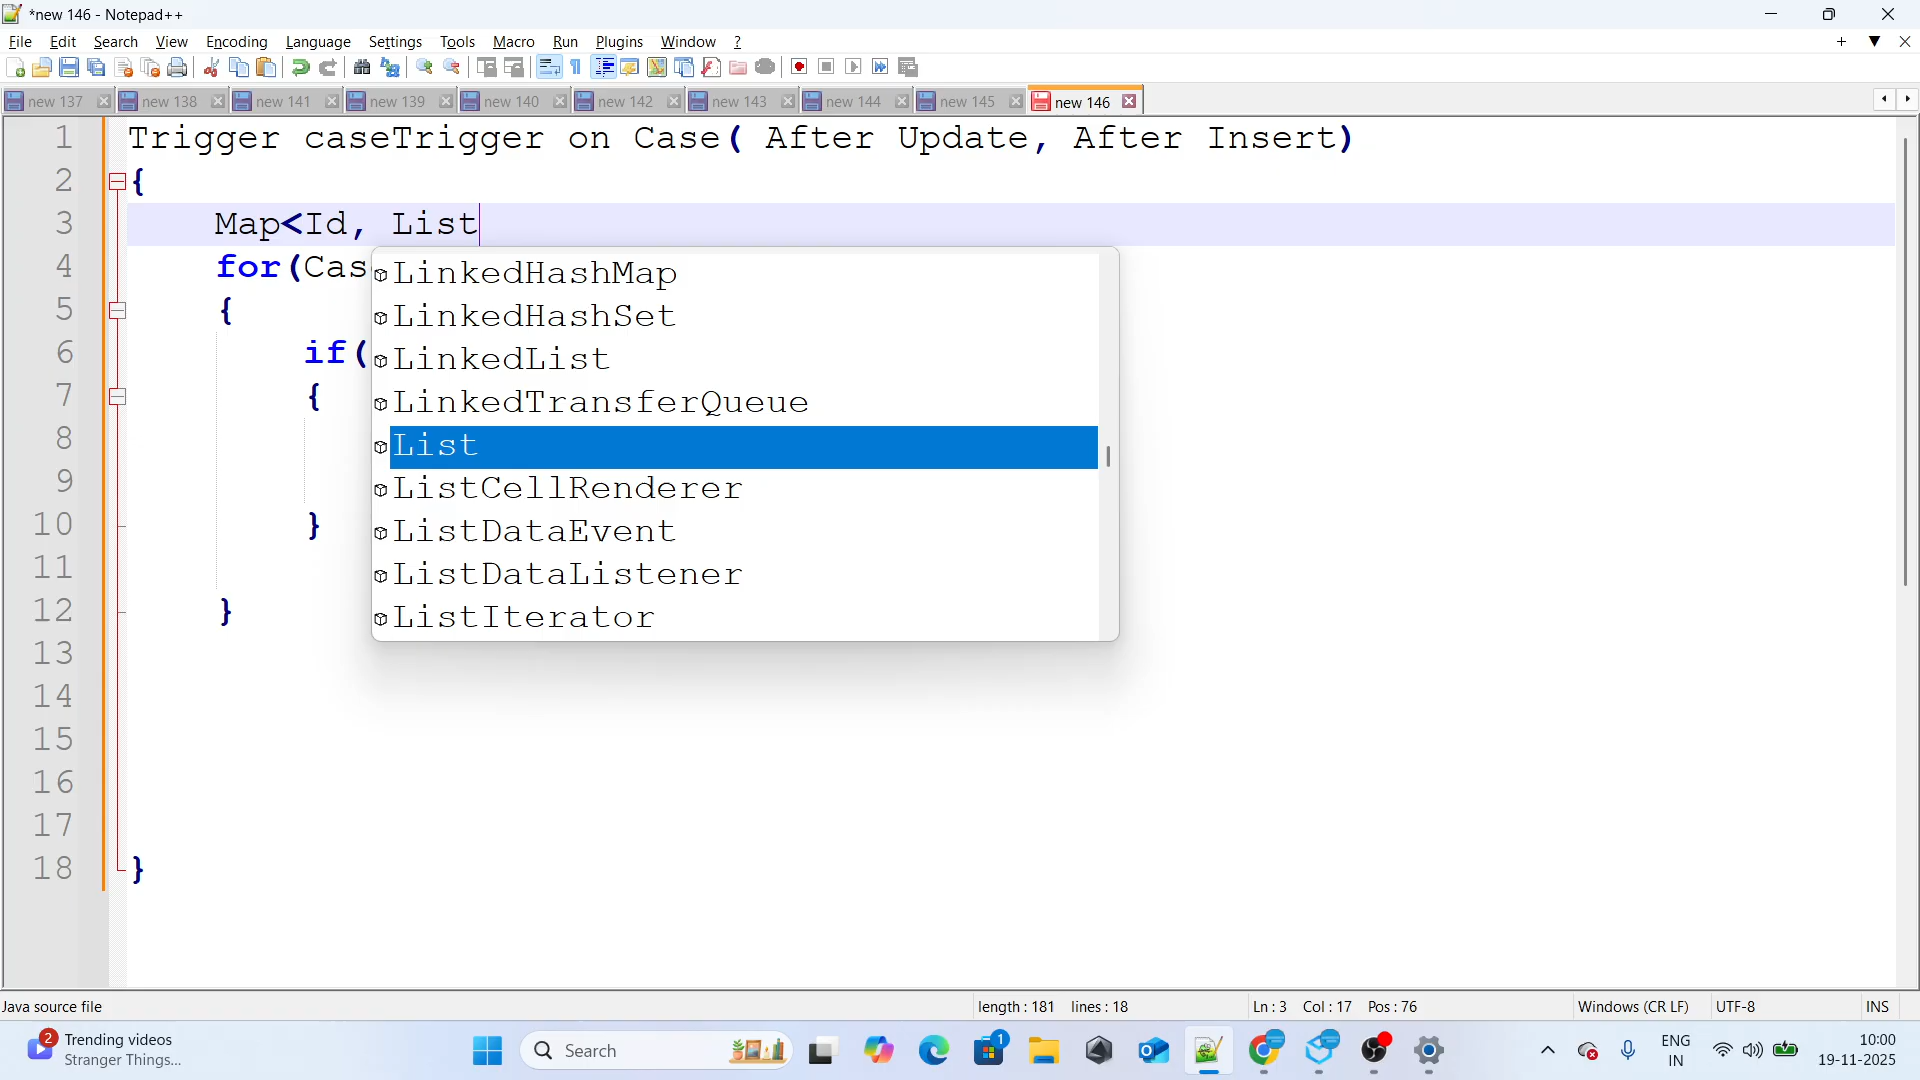 *new 146 - Notepad++
File Edit Search View Encoding Language Settings Tools Macro Run Plugins Window ?
new 137 new 138 new 141 new 139 new 140 new 142 new 143 new 144 new 145 new 146
1 Trigger caseTrigger on Case( After Update, After Insert)
2 {
3 Map<Id, List
4 for(Cas
5 {
6 if(
7 {
8
9
10 }
11
12 }
13
14
15
16
17
18 }
LinkedHashMap
LinkedHashSet
LinkedList
LinkedTransferQueue
List
ListCellRenderer
ListDataEvent
ListDataListener
ListIterator
Java source file length : 181 lines : 18 Ln : 3 Col : 17 Pos : 76 Windows (CR LF) UTF-8 INS
2 Trending videos
Stranger Things...
Search
1
ENG
IN
10:00
19-11-2025